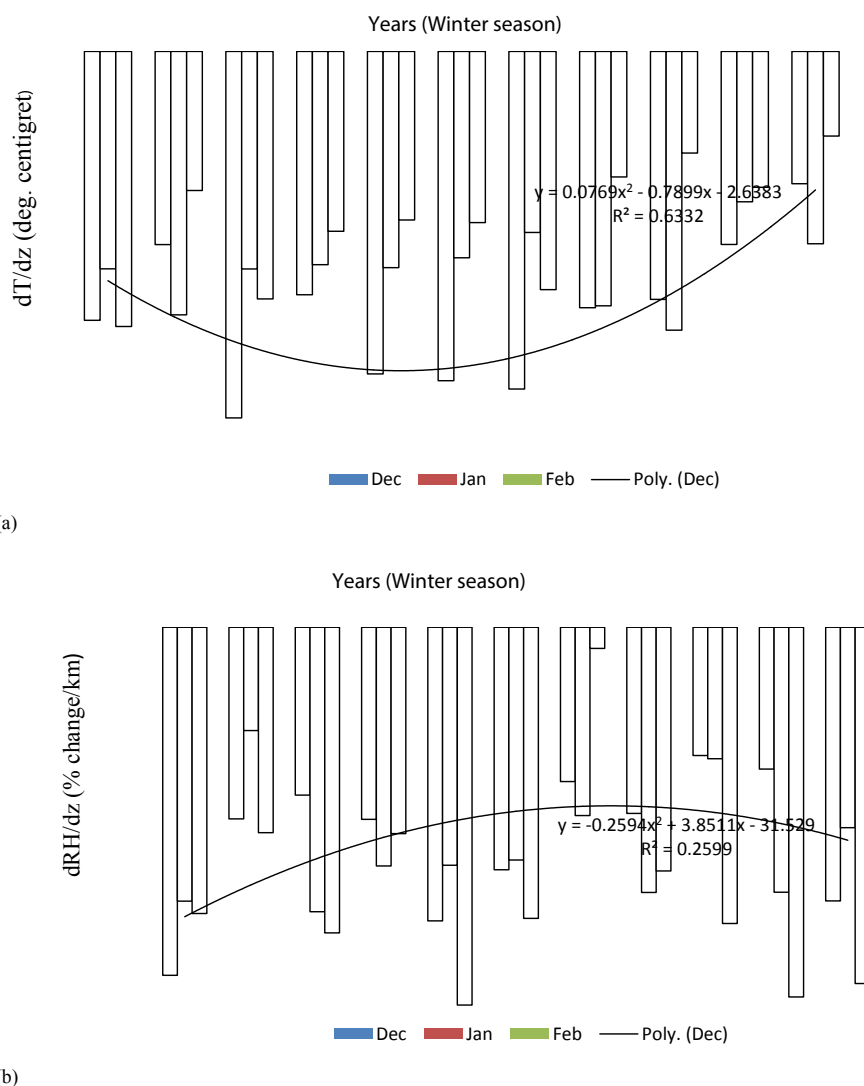 Years (Winter season)
dT/dz (deg. centigret)
y = 0.0769x² - 0.7899x - 2.6383
R² = 0.6332
Dec Jan Feb Poly. (Dec)
a)
Years (Winter season)
dRH/dz (% change/km)
y = -0.2594x² + 3.8511x - 31.529
R² = 0.2599
Dec Jan Feb Poly. (Dec)
b)